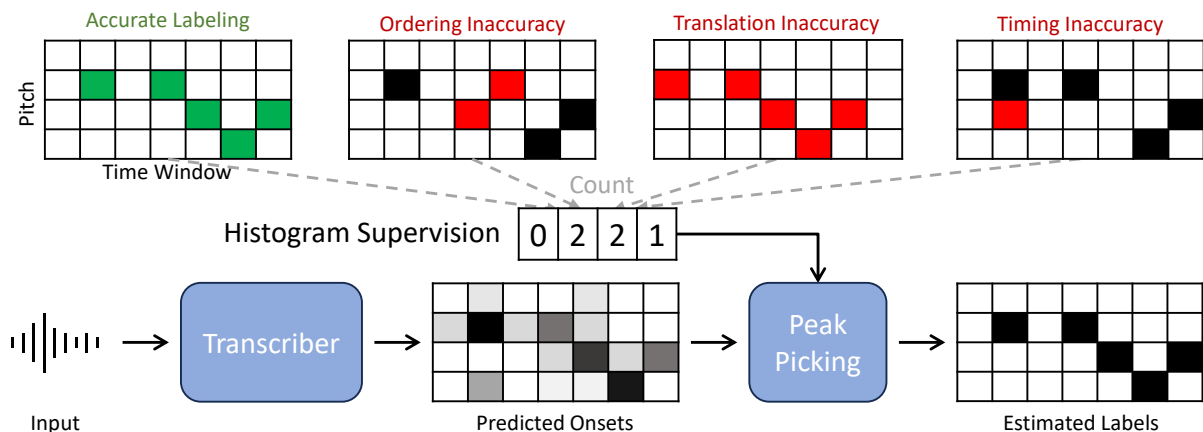 Accurate Labeling
Ordering Inaccuracy
Translation Inaccuracy
Timing Inaccuracy
Pitch
Time Window
Count
Histogram Supervision
0 2 2 1
Transcriber
Peak
Picking
Input
Predicted Onsets
Estimated Labels